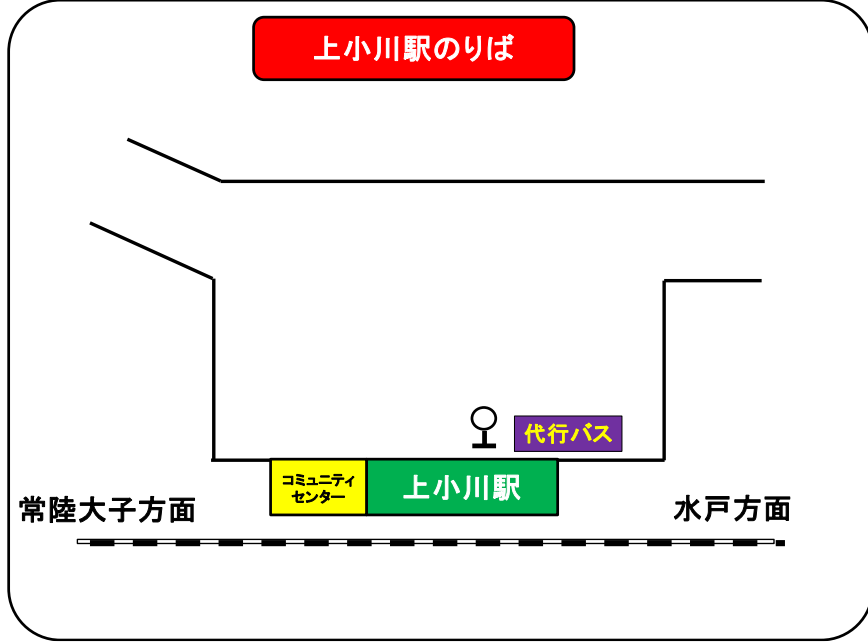 上小川駅のりば
代行バス
コミュニティ
センター
上小川駅
常陸大子方面
水戸方面